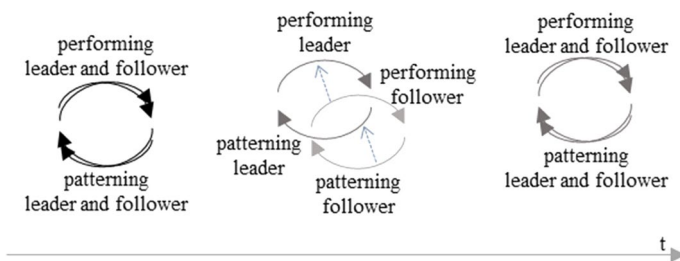 performing
leader and follower
patterning
leader and follower
performing
leader
performing
follower
patterning
leader
patterning
follower
performing
leader and follower
patterning
leader and follower
t